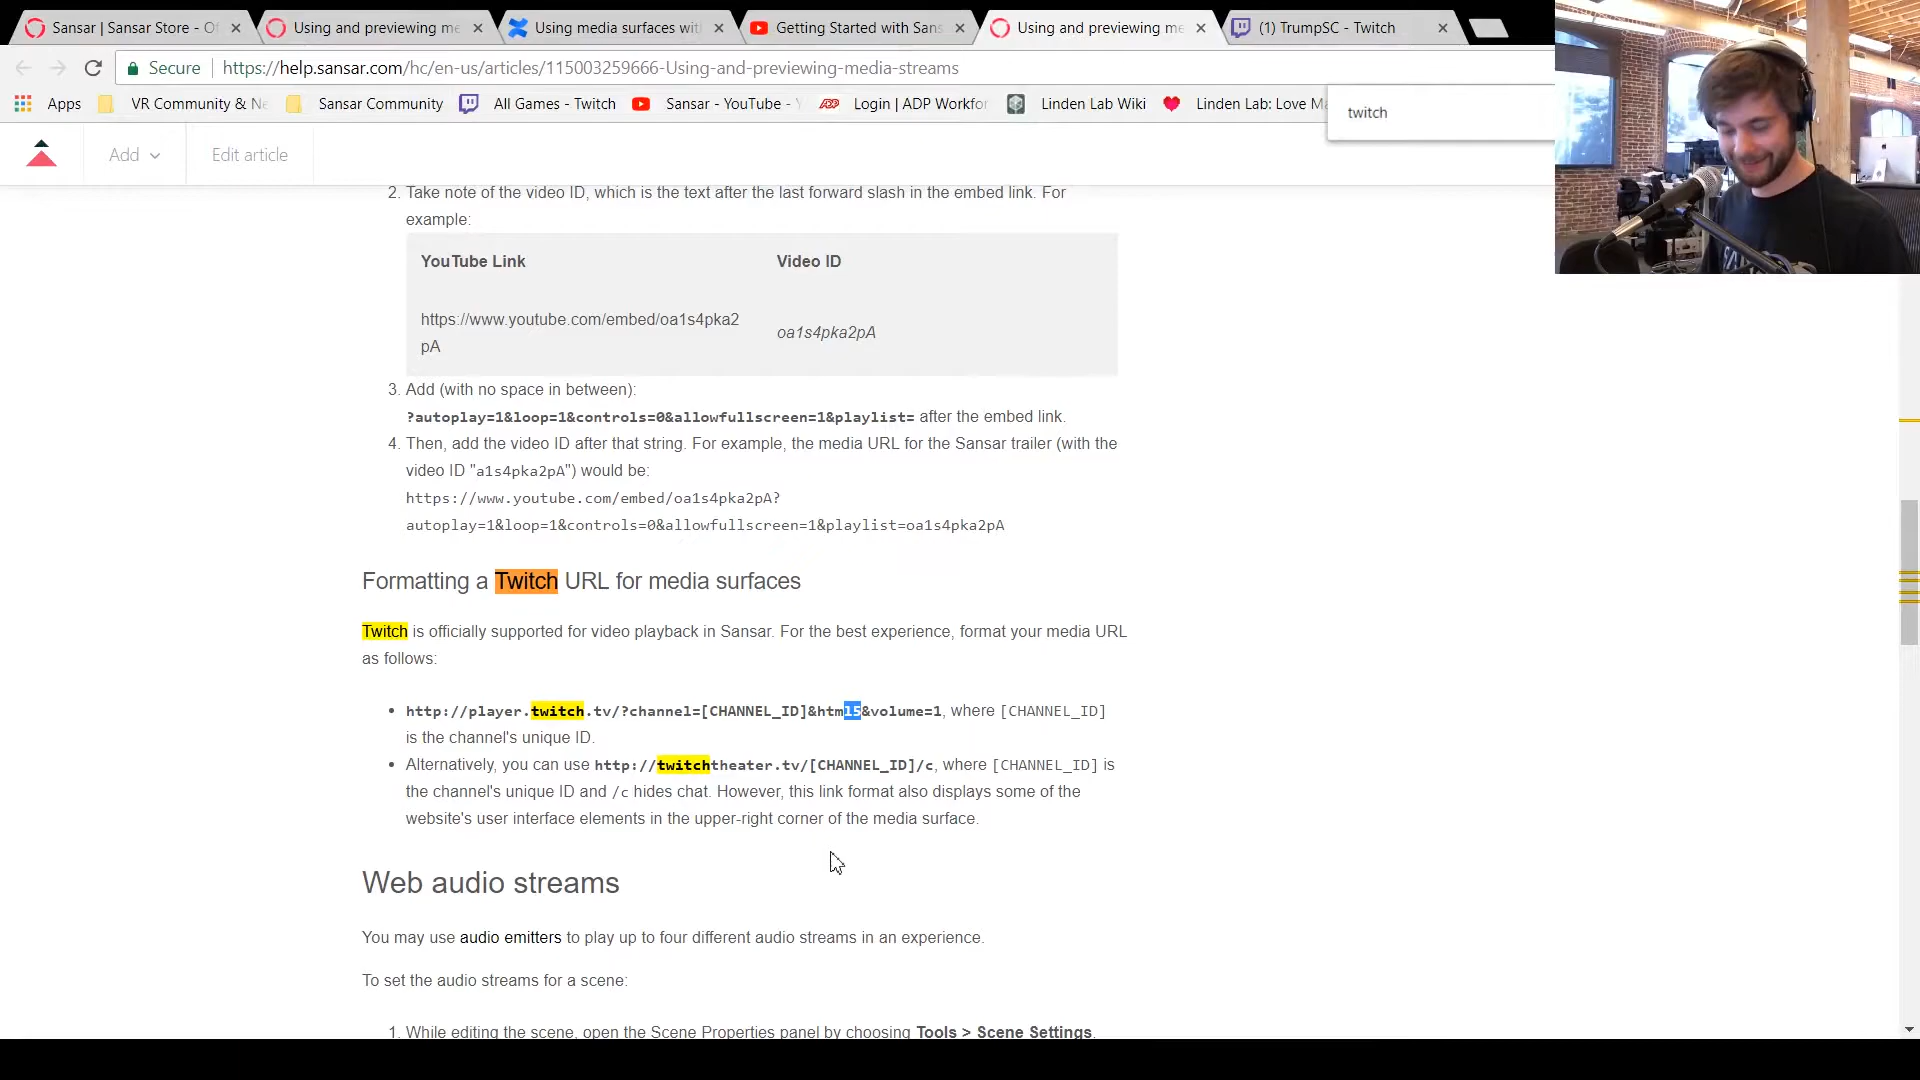 Sansar | Sansar Store - Of
Using and previewing me
Using media surfaces wit
Getting Started with Sans
Using and previewing me
(1) TrumpSC - Twitch
Secure https://help.sansar.com/hc/en-us/articles/115003259666-Using-and-previewing-media-streams
Apps VR Community & Ne Sansar Community All Games - Twitch Sansar - YouTube - Y Login | ADP Workfor Linden Lab Wiki Linden Lab: Love Ma
twitch
Add Edit article
2. Take note of the video ID, which is the text after the last forward slash in the embed link. For
example:
YouTube Link Video ID
https://www.youtube.com/embed/oa1s4pka2
pA
oa1s4pka2pA
3. Add (with no space in between):
?autoplay=1&loop=1&controls=0&allowfullscreen=1&playlist= after the embed link.
4. Then, add the video ID after that string. For example, the media URL for the Sansar trailer (with the
video ID "a1s4pka2pA") would be:
https://www.youtube.com/embed/oa1s4pka2pA?
autoplay=1&loop=1&controls=0&allowfullscreen=1&playlist=oa1s4pka2pA
Formatting a Twitch URL for media surfaces
Twitch is officially supported for video playback in Sansar. For the best experience, format your media URL
as follows:
• http://player.twitch.tv/?channel=[CHANNEL_ID]&html5&volume=1, where [CHANNEL_ID]
is the channel's unique ID.
• Alternatively, you can use http://twitchtheater.tv/[CHANNEL_ID]/c, where [CHANNEL_ID] is
the channel's unique ID and /c hides chat. However, this link format also displays some of the
website's user interface elements in the upper-right corner of the media surface.
Web audio streams
You may use audio emitters to play up to four different audio streams in an experience.
To set the audio streams for a scene:
1. While editing the scene, open the Scene Properties panel by choosing Tools > Scene Settings.